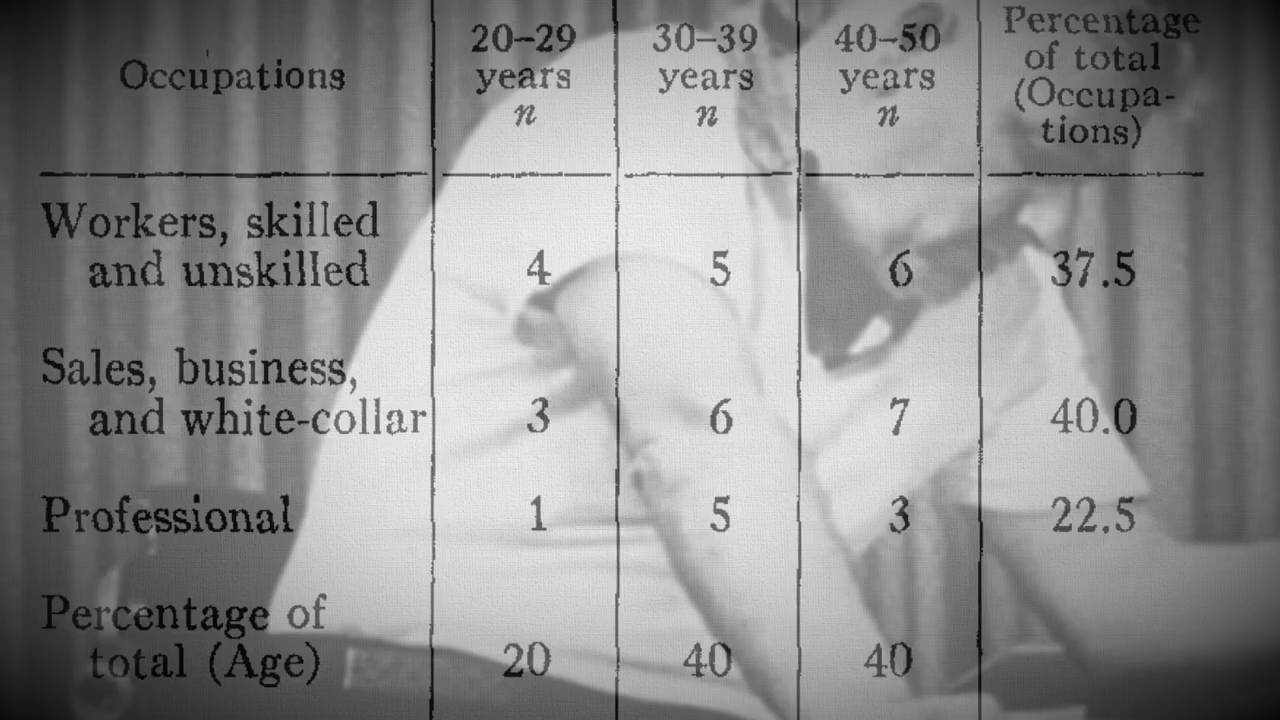 Occupations 20–29 years n 30–39 years n 40–50 years n Percentage of total (Occupa-tions)
Workers, skilled
and unskilled 4 5 6 37.5
Sales, business,
and white-collar 3 6 7 40.0
Professional 1 5 3 22.5
Percentage of
total (Age) 20 40 40